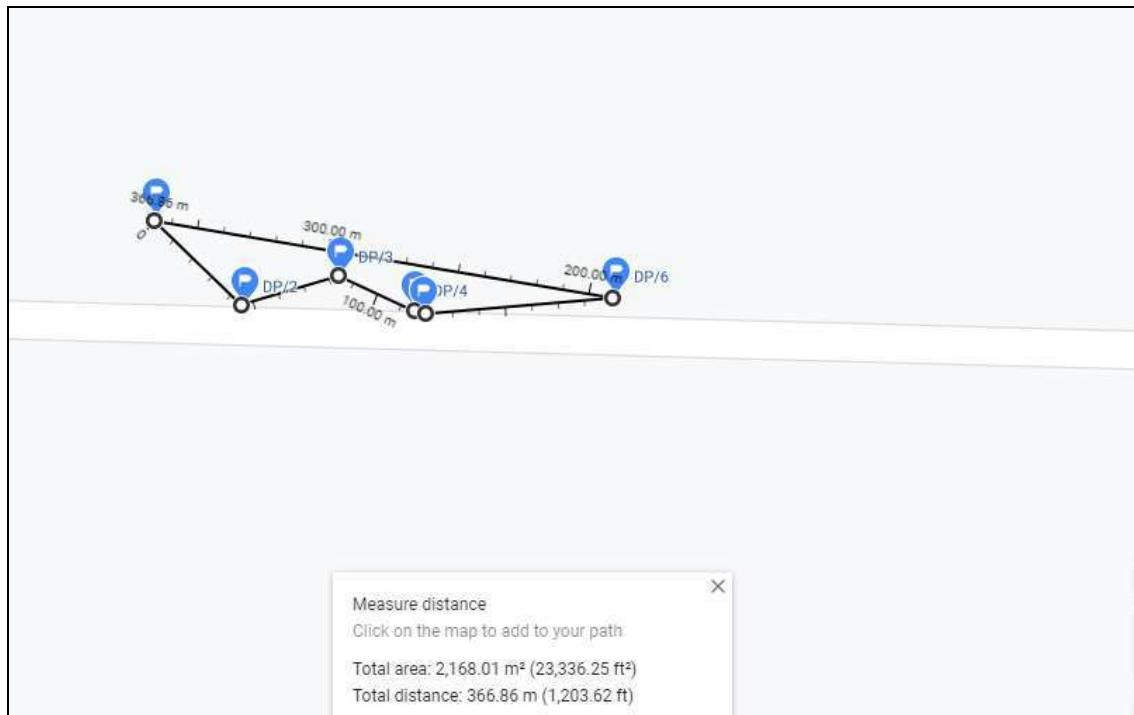 366.86 m
0
300.00 m
DP/3
DP/2
100.00 m
DP/4
200.00 m
DP/6
Measure distance
Click on the map to add to your path
Total area: 2,168.01 m² (23,336.25 ft²)
Total distance: 366.86 m (1,203.62 ft)